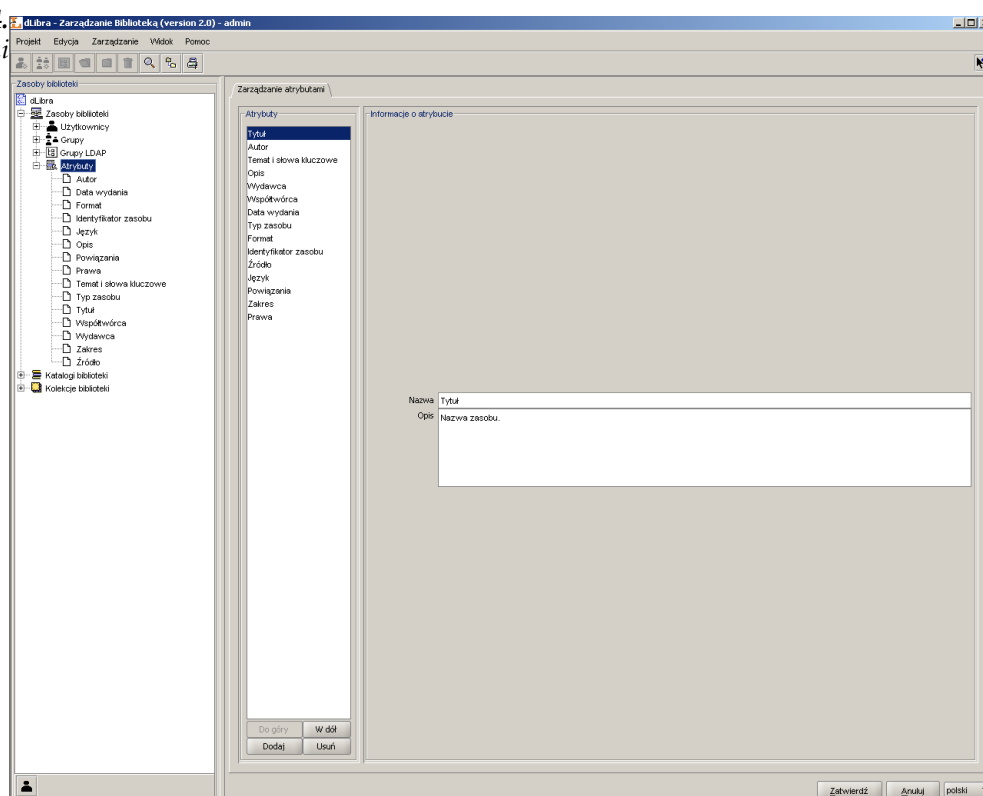 dLibra - Zarządzanie Biblioteką (version 2.0) - admin
Projekt Edycja Zarządzanie Widok Pomoc
Zasoby biblioteki
dLibra
Zasoby biblioteki
Użytkownicy
Grupy
Grupy LDAP
Atrybuty
Autor
Data wydania
Format
Identyfikator zasobu
Język
Opis
Powiązania
Prawa
Temat i słowa kluczowe
Typ zasobu
Tytuł
Współtwórca
Wydawca
Zakres
Źródło
Katalogi biblioteki
Kolekcje biblioteki
Zarządzanie atrybutami
Atrybuty
Tytuł
Autor
Temat i słowa kluczowe
Opis
Wydawca
Współtwórca
Data wydania
Typ zasobu
Format
Identyfikator zasobu
Źródło
Język
Powiązania
Zakres
Prawa
Do góry W dół
Dodaj Usuń
Informacje o atrybucie
Nazwa Tytuł
Opis Nazwa zasobu.
Zatwierdź Anuluj polski